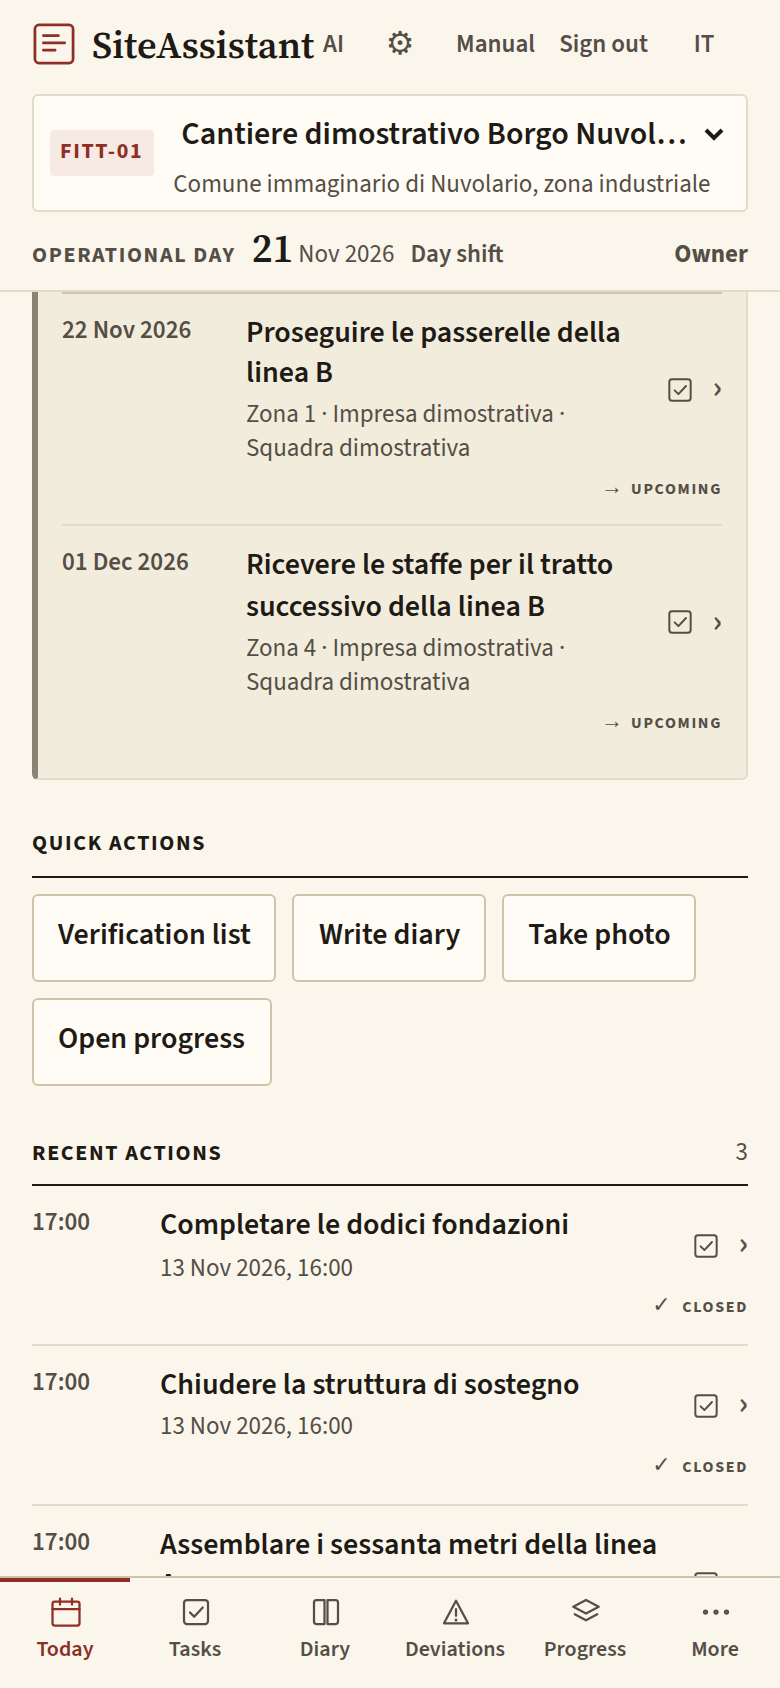 SiteAssistant AI ⚙ Manual Sign out IT
FITT-01
Cantiere dimostrativo Borgo Nuvol…
Comune immaginario di Nuvolario, zona industriale
OPERATIONAL DAY 21 Nov 2026 Day shift Owner
22 Nov 2026
Proseguire le passerelle della
linea B
Zona 1 · Impresa dimostrativa ·
Squadra dimostrativa
→ UPCOMING
01 Dec 2026
Ricevere le staffe per il tratto
successivo della linea B
Zona 4 · Impresa dimostrativa ·
Squadra dimostrativa
→ UPCOMING
QUICK ACTIONS
Verification list
Write diary
Take photo
Open progress
RECENT ACTIONS 3
17:00
Completare le dodici fondazioni
13 Nov 2026, 16:00
✓ CLOSED
17:00
Chiudere la struttura di sostegno
13 Nov 2026, 16:00
✓ CLOSED
17:00
Assemblare i sessanta metri della linea
Today
Tasks
Diary
Deviations
Progress
More